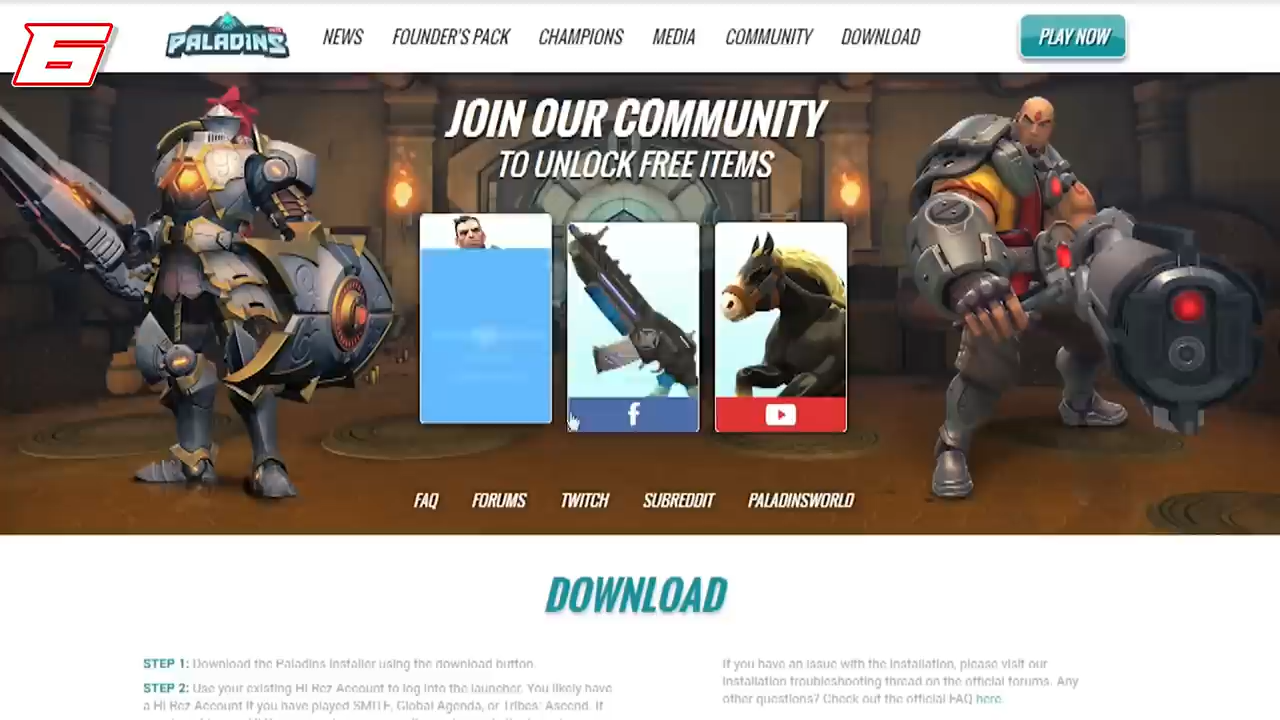 6
PALADINS
NEWS
FOUNDER'S PACK
CHAMPIONS
MEDIA
COMMUNITY
DOWNLOAD
PLAY NOW
JOIN OUR COMMUNITY
TO UNLOCK FREE ITEMS
f
FAQ
FORUMS
TWITCH
SUBREDDIT
PALADINSWORLD
DOWNLOAD
STEP 1: Download the Paladins Installer using the download button.
STEP 2: Use your existing Hi Rez Account to log into the launcher. You likely have
a Hi Rez Account if you have played SMITE, Global Agenda, or Tribes: Ascend. If
If you have an issue with the installation, please visit our
installation troubleshooting thread on the official forums. Any
other questions? Check out the official FAQ here.